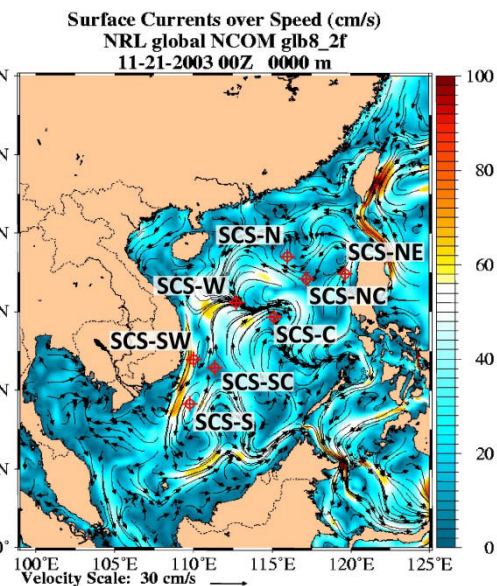 Surface Currents over Speed (cm/s)
NRL global NCOM glb8_2f
11-21-2003 00Z 0000 m
N
100
N
80
SCS-N
SCS-NE
N
SCS-W
SCS-NC
60
N
SCS-C
SCS-SW
40
N
SCS-SC
SCS-S
N
20
0°
0
100°E 105°E 110°E 115°E 120°E 125°E
Velocity Scale: 30 cm/s